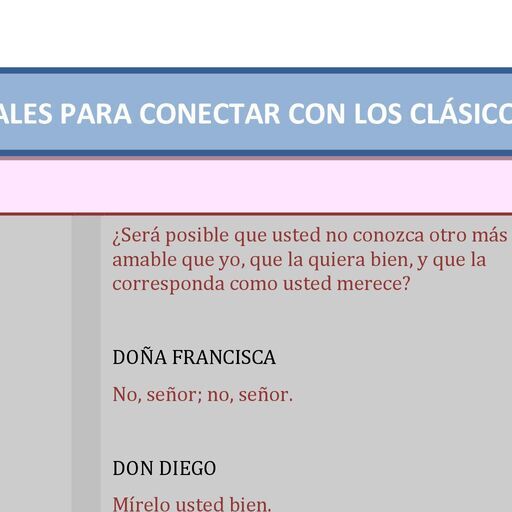 ALES PARA CONECTAR CON LOS CLÁSICO
¿Será posible que usted no conozca otro más
amable que yo, que la quiera bien, y que la
corresponda como usted merece?
DOÑA FRANCISCA
No, señor; no, señor.
DON DIEGO
Mírelo usted bien.